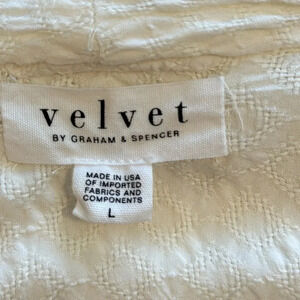 velvet
BY GRAHAM & SPENCER
MADE IN USA
OF IMPORTED
FABRICS AND
COMPONENTS
L